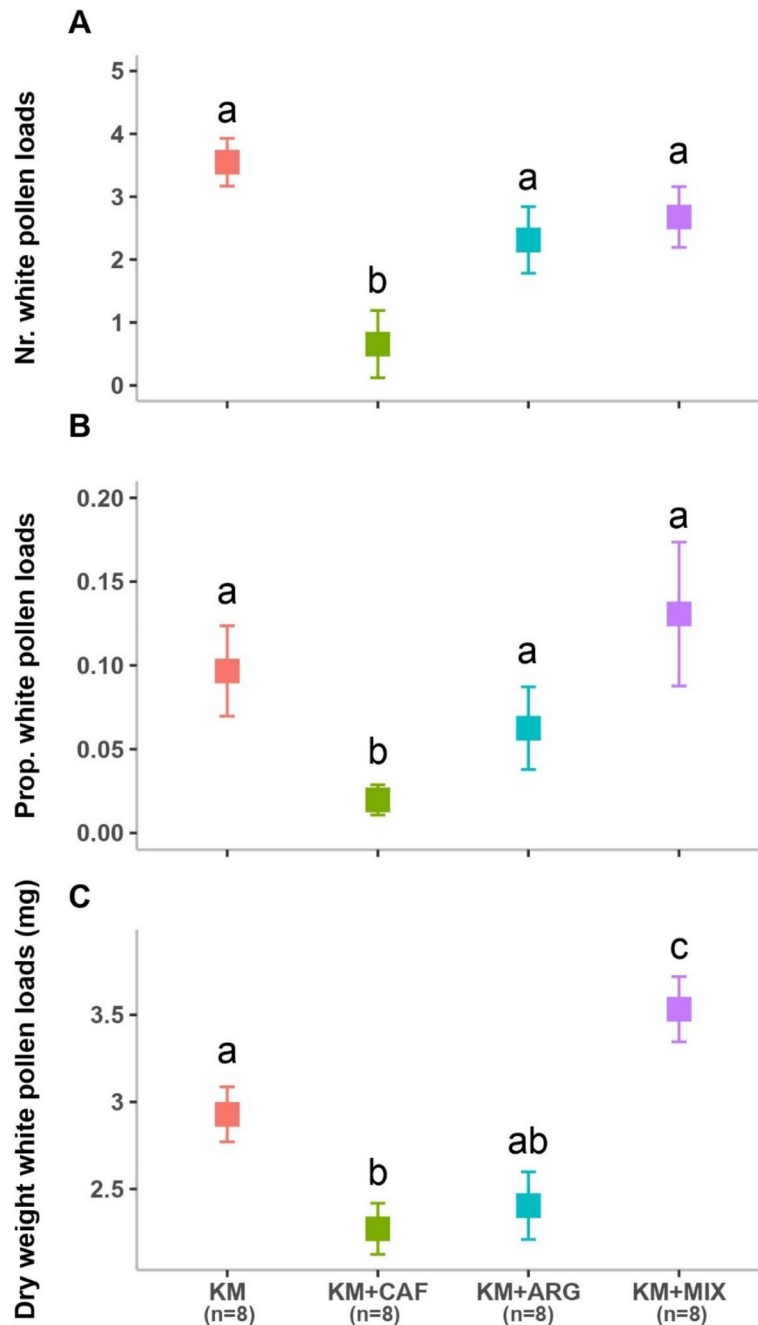 A
Nr. white pollen loads
5
4
3
2
1
0
a
b
a
a
B
Prop. white pollen loads
0.20
0.15
0.10
0.05
0.00
a
b
a
a
C
Dry weight white pollen loads (mg)
3.5
3
2.5
a
b
ab
c
KM KM+CAF KM+ARG KM+MIX
(n=8) (n=8) (n=8) (n=8)